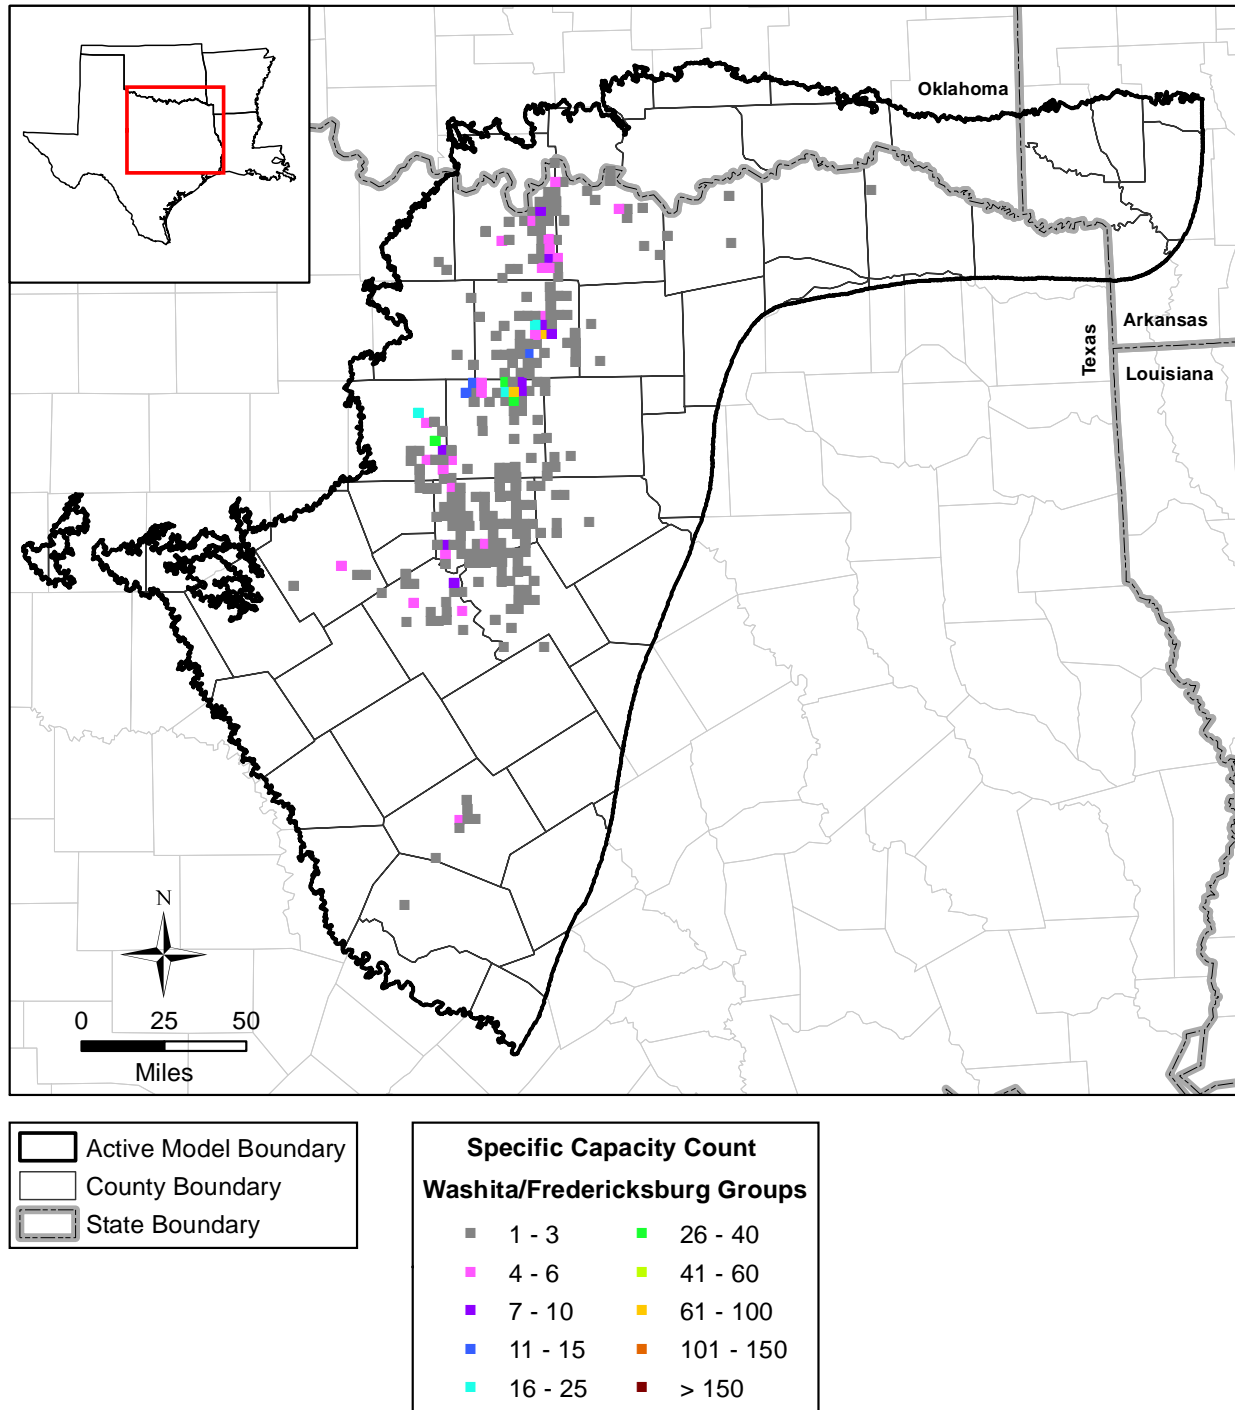 Oklahoma
Texas
Arkansas
Louisiana
N
0 25 50
Miles
Active Model Boundary
County Boundary
State Boundary
Specific Capacity Count
Washita/Fredericksburg Groups
1 - 3
26 - 40
4 - 6
41 - 60
7 - 10
61 - 100
11 - 15
101 - 150
16 - 25
> 150